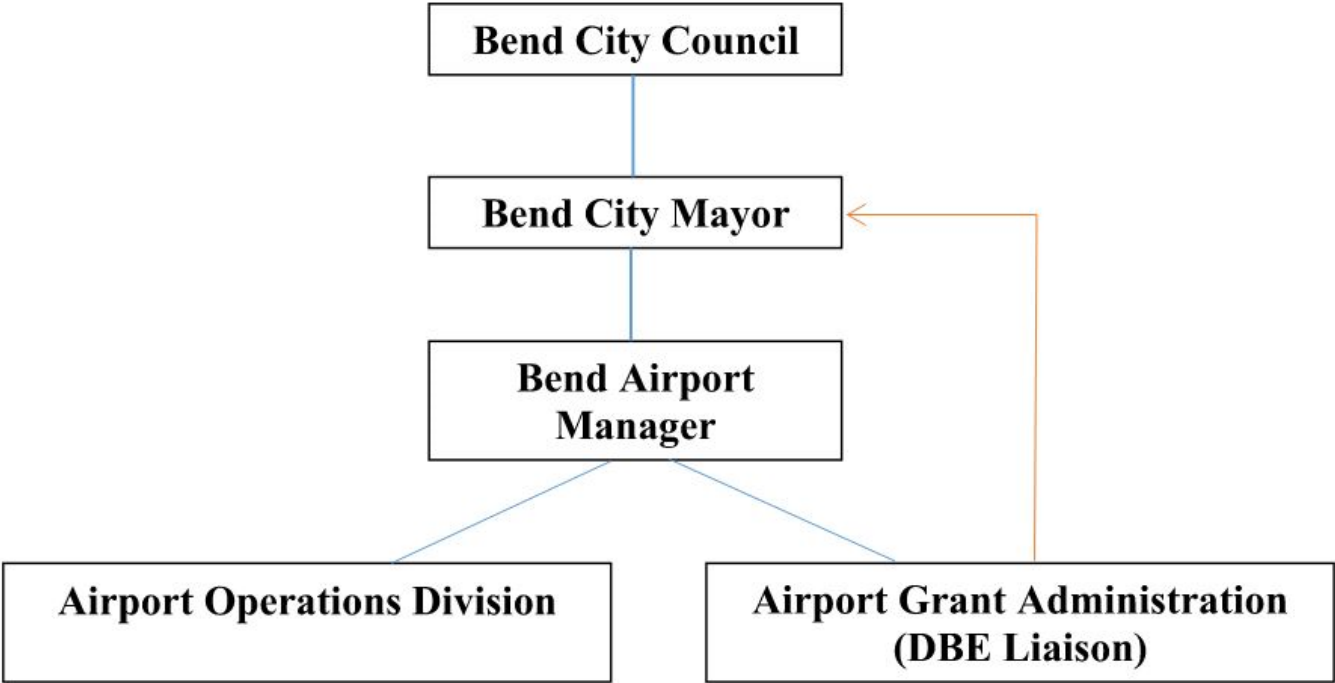 Bend City Council
Bend City Mayor
Bend Airport
Manager
Airport Operations Division
Airport Grant Administration
(DBE Liaison)